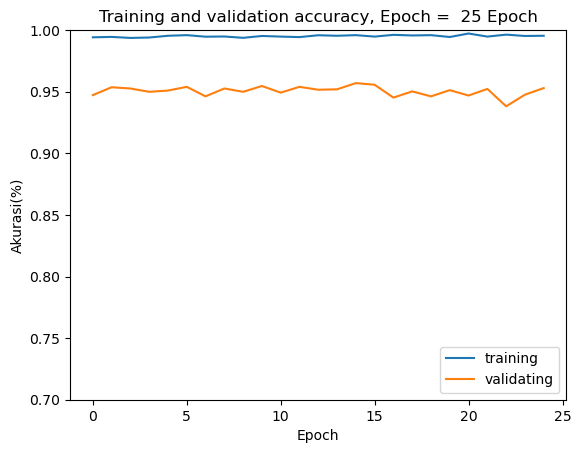 Training and validation accuracy, Epoch =  25 Epoch
1.00
0.95
0.90
0.85
0.80
0.75
0.70
Akurasi(%)
training
validating
0 5 10 15 20 25
Epoch